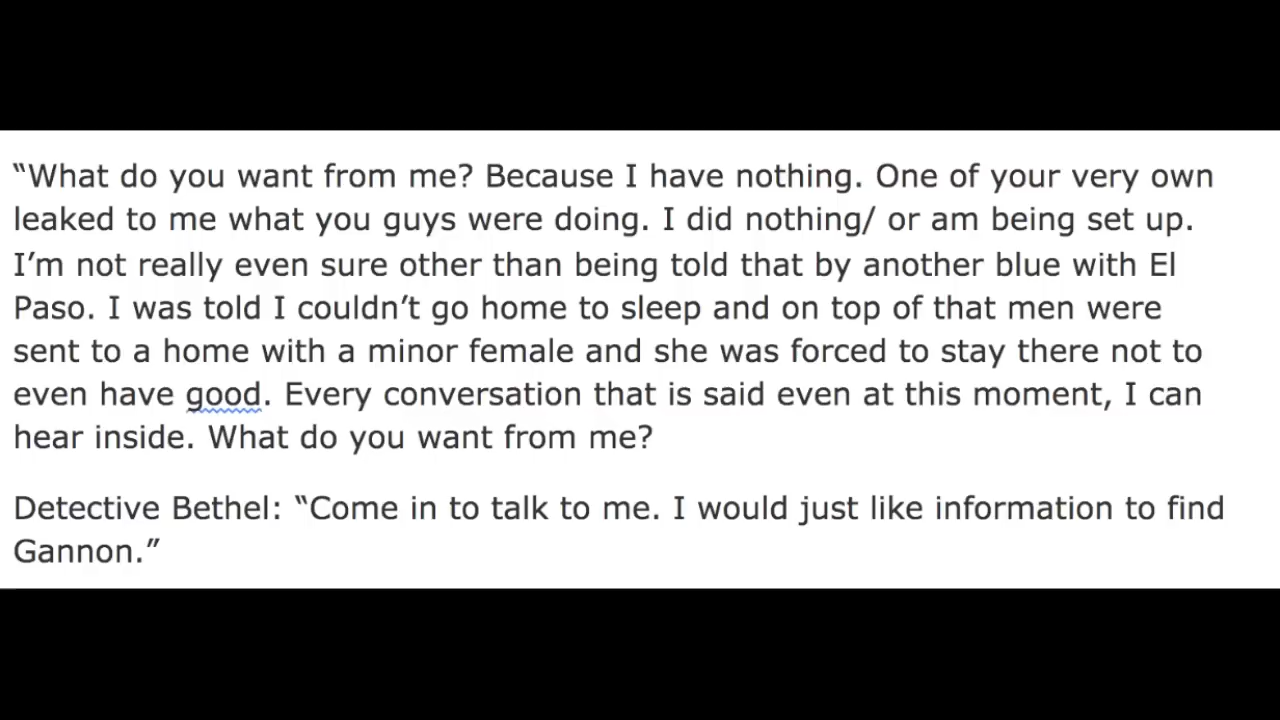 “What do you want from me? Because I have nothing. One of your very own
leaked to me what you guys were doing. I did nothing/ or am being set up.
I’m not really even sure other than being told that by another blue with El
Paso. I was told I couldn’t go home to sleep and on top of that men were
sent to a home with a minor female and she was forced to stay there not to
even have good. Every conversation that is said even at this moment, I can
hear inside. What do you want from me?
Detective Bethel: “Come in to talk to me. I would just like information to find
Gannon.”